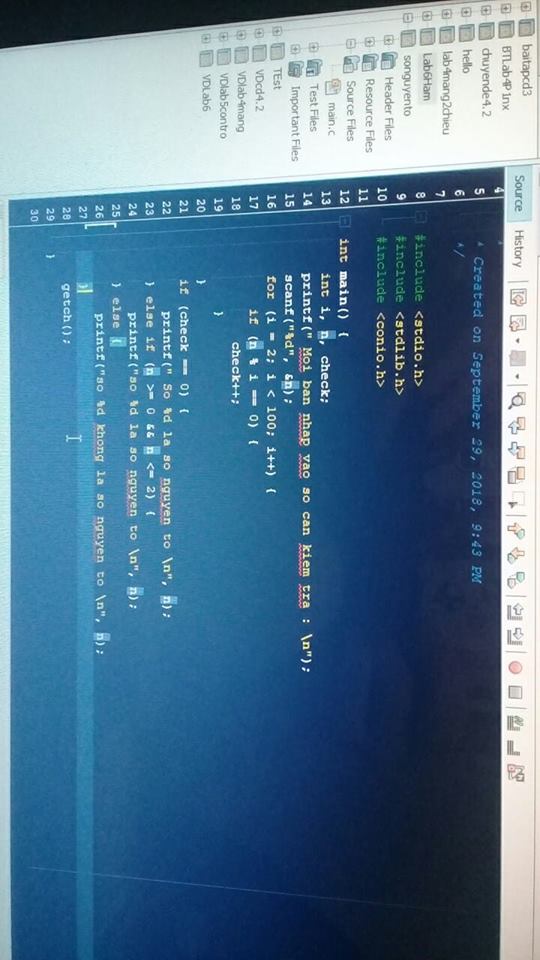 baitapcd3
BTLab4P1nx
chuyende4.2
hello
lab4mang2chieu
Lab6Ham
songuyento
Header Files
Resource Files
Source Files
main.c
Test Files
Important Files
TEst
VDcd4.2
VDlab4mang
VDlab5contro
VDLab6
Source History
4 *
5 * Created on September 29, 2018, 9:43 PM
6 */
7
8 #include <stdio.h>
9 #include <stdlib.h>
10 #include <conio.h>
11
12 int main() {
13 int i, n, check;
14 printf(" Moi ban nhap vao so can kiem tra : \n");
15 scanf("%d", &n);
16 for (i = 2; i < 100; i++) {
17 if (n % i == 0) {
18 check++;
19 }
20 }
21 if (check == 0) {
22 printf(" So %d la so nguyen to \n", n);
23 } else if (n >= 0 && n <= 2) {
24 printf("so %d la so nguyen to \n", n);
25 } else {
26 printf("so %d khong la so nguyen to \n", n);
27 }
28 getch();
29 }
30